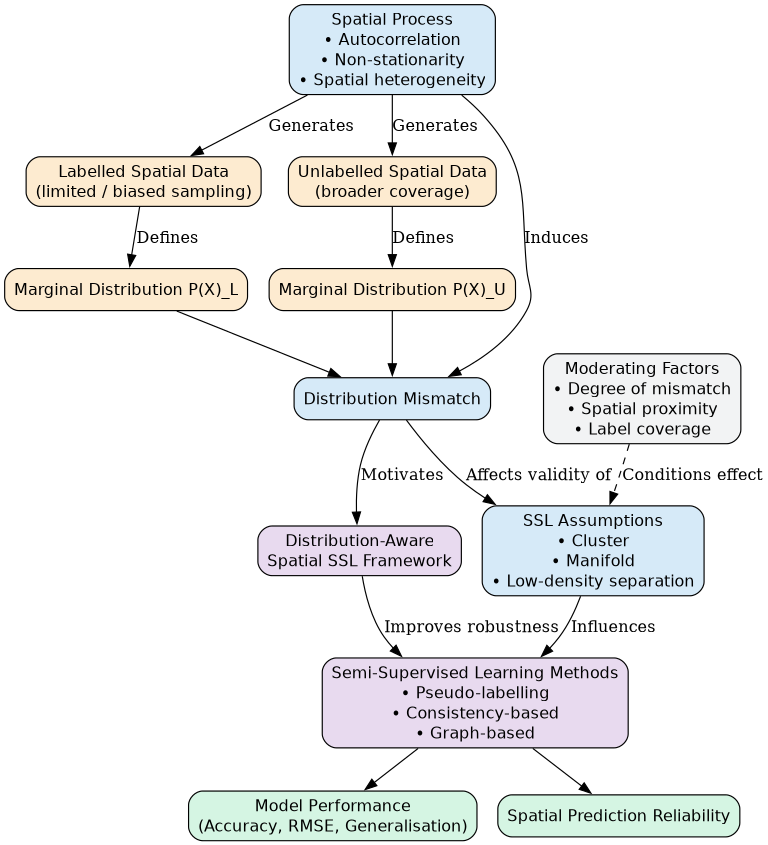 Spatial Process
• Autocorrelation
• Non-stationarity
• Spatial heterogeneity
Generates
Generates
Labelled Spatial Data
(limited / biased sampling)
Unlabelled Spatial Data
(broader coverage)
Defines
Defines
Induces
Marginal Distribution P(X)_L
Marginal Distribution P(X)_U
Moderating Factors
• Degree of mismatch
• Spatial proximity
• Label coverage
Distribution Mismatch
Motivates
Affects validity of
Conditions effect
Distribution-Aware
Spatial SSL Framework
SSL Assumptions
• Cluster
• Manifold
• Low-density separation
Improves robustness
Influences
Semi-Supervised Learning Methods
• Pseudo-labelling
• Consistency-based
• Graph-based
Model Performance
(Accuracy, RMSE, Generalisation)
Spatial Prediction Reliability